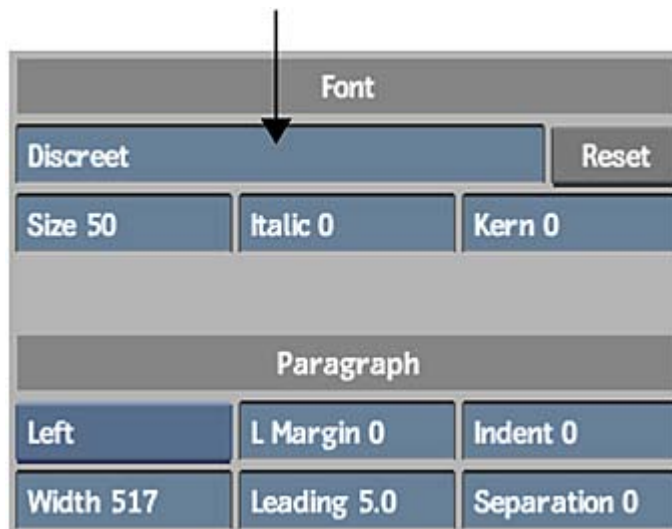 Font
Discreet Reset
Size 50 Italic 0 Kern 0
Paragraph
Left L Margin 0 Indent 0
Width 517 Leading 5.0 Separation 0